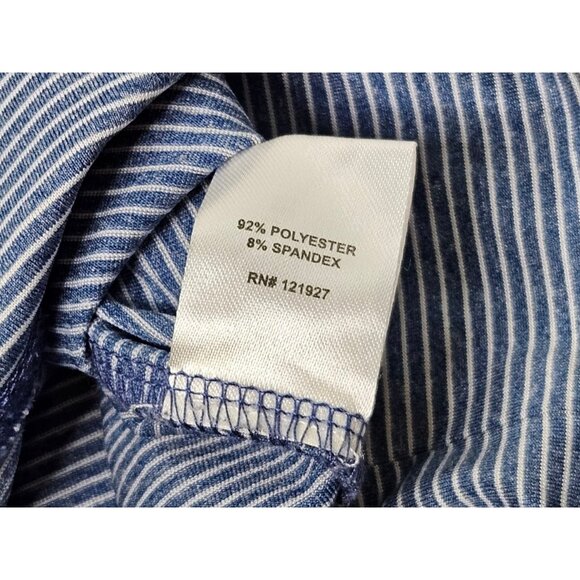 92% POLYESTER
8% SPANDEX
RN# 121927